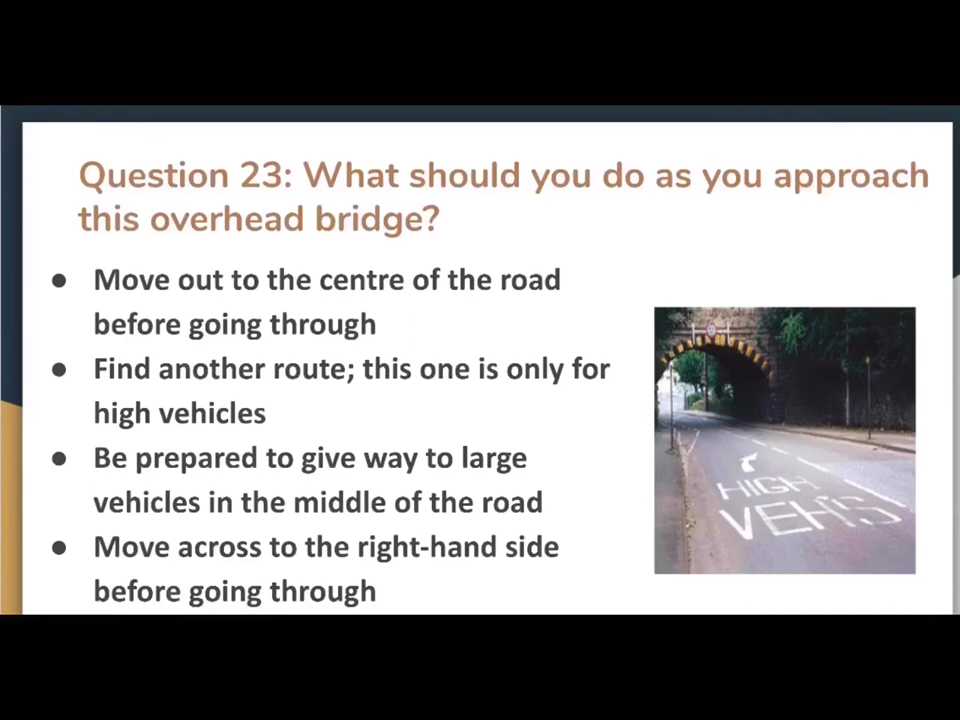 Question 23: What should you do as you approach
this overhead bridge?
● Move out to the centre of the road
before going through
● Find another route; this one is only for
high vehicles
● Be prepared to give way to large
vehicles in the middle of the road
● Move across to the right-hand side
before going through
HIGH
VEH'S